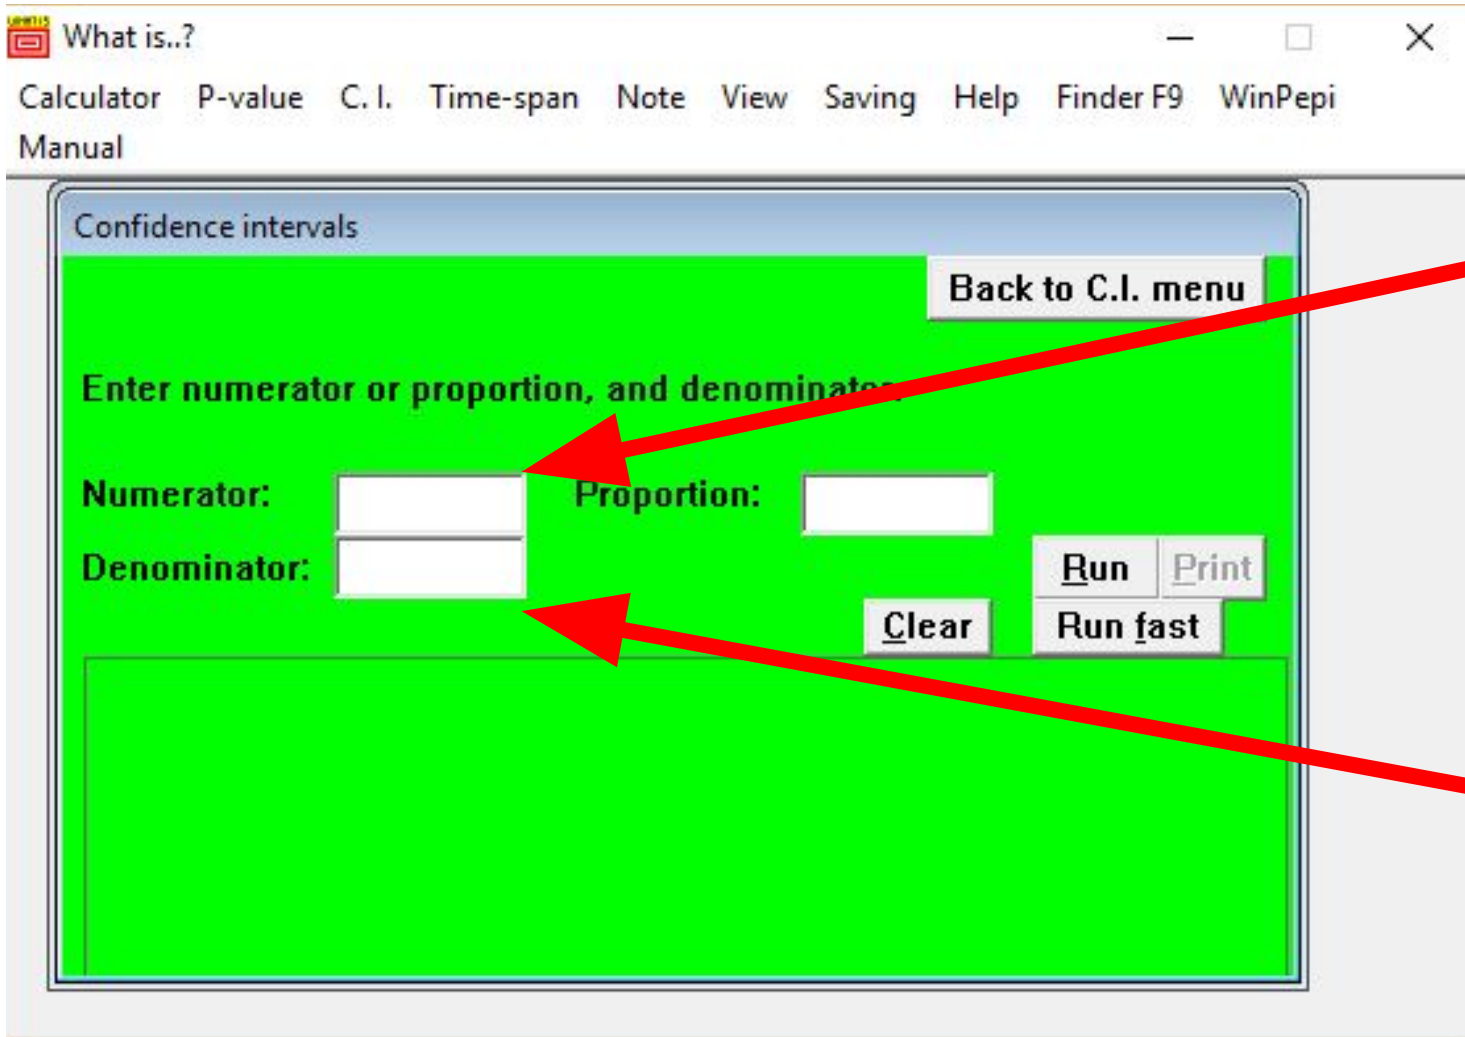 What is..?
Calculator P-value C. I. Time-span Note View Saving Help Finder F9 WinPepi
Manual
Confidence intervals
Back to C.I. menu
Enter numerator or proportion, and denominator.
Numerator: Proportion:
Denominator:
Run Print
Clear Run fast